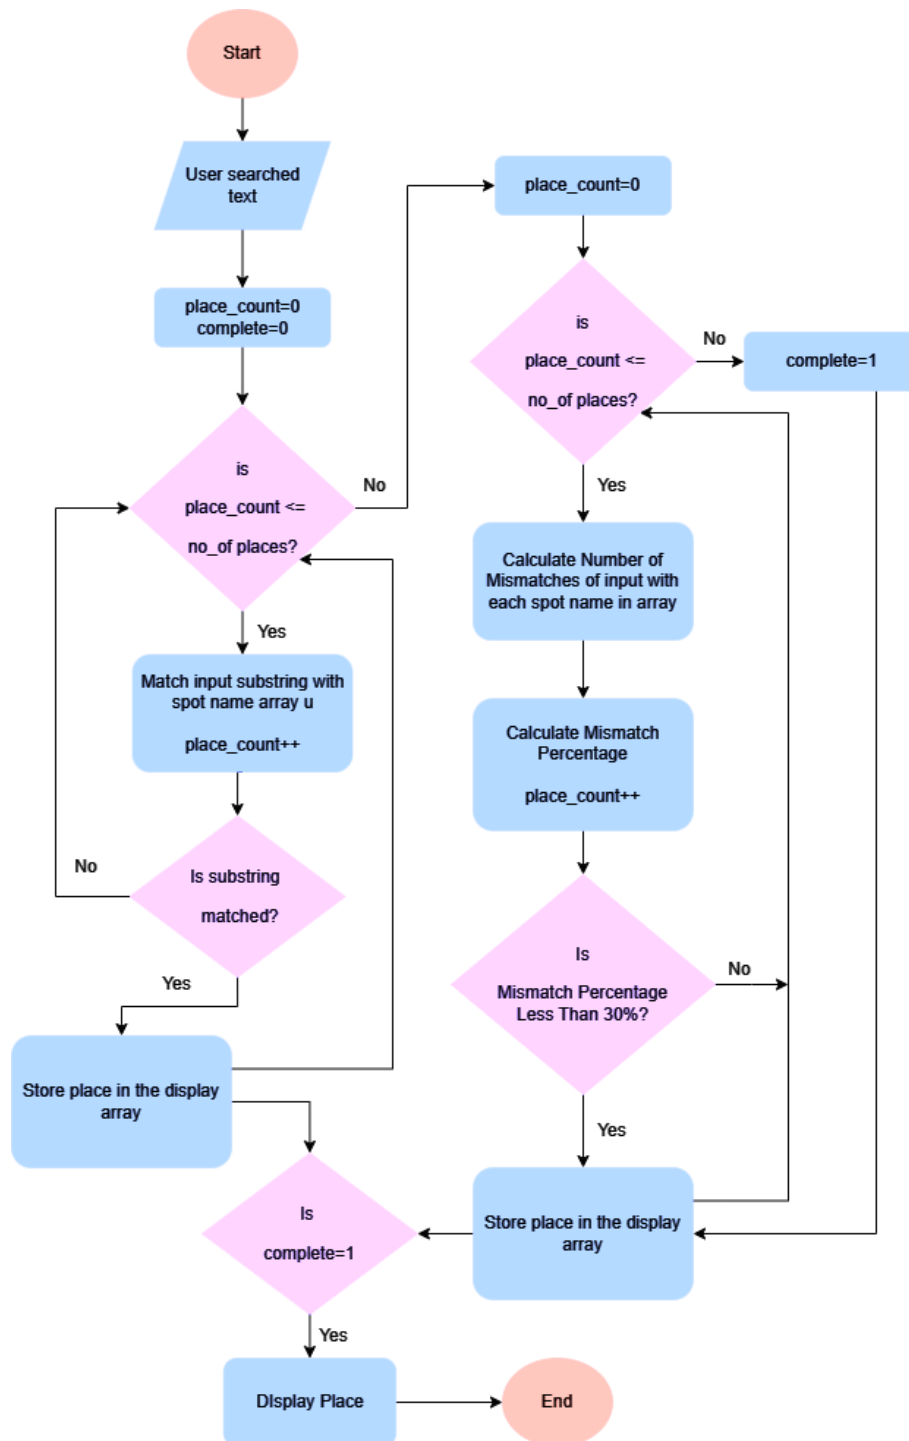 Start
User searched
text
place_count=0
complete=0
is
place_count <=
no_of places?
No
Yes
Match input substring with
spot name array u
place_count++
No
Is substring
matched?
Yes
Store place in the display
array
place_count=0
is
place_count <=
no_of places?
No
complete=1
Yes
Calculate Number of
Mismatches of input with
each spot name in array
Calculate Mismatch
Percentage
place_count++
Is
Mismatch Percentage
Less Than 30%?
No
Yes
Store place in the display
array
Is
complete=1
Yes
DIsplay Place
End